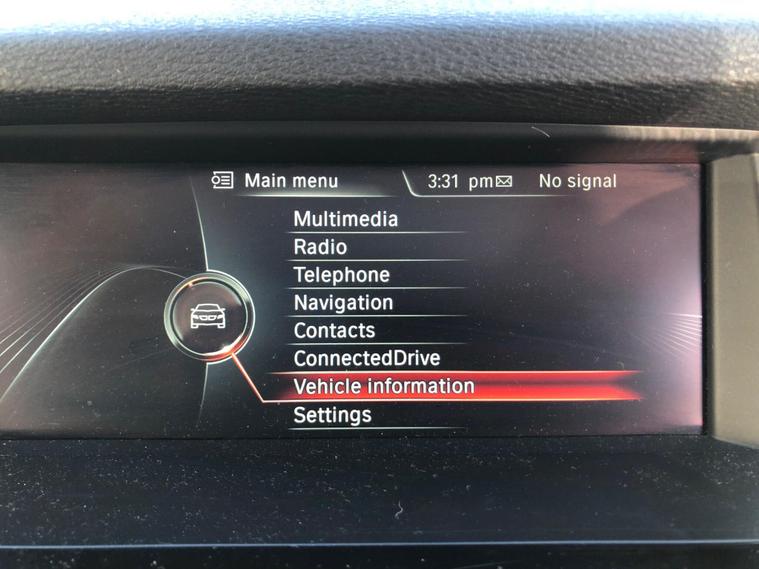 Main menu 3:31 pm No signal
Multimedia
Radio
Telephone
Navigation
Contacts
ConnectedDrive
Vehicle information
Settings